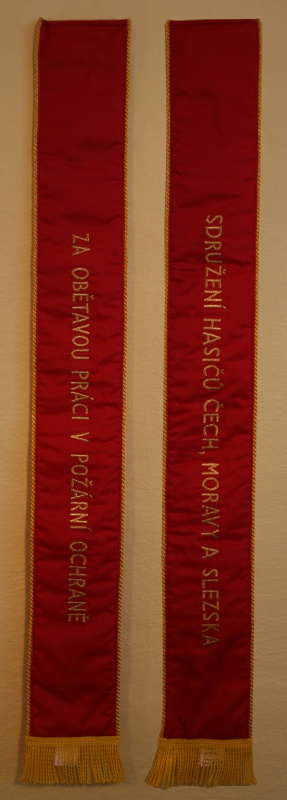 ZA OBĚTAVOU PRÁCI V POŽÁRNÍ OCHRANĚ
SDRUŽENÍ HASIČŮ ČECH, MORAVY A SLEZSKA